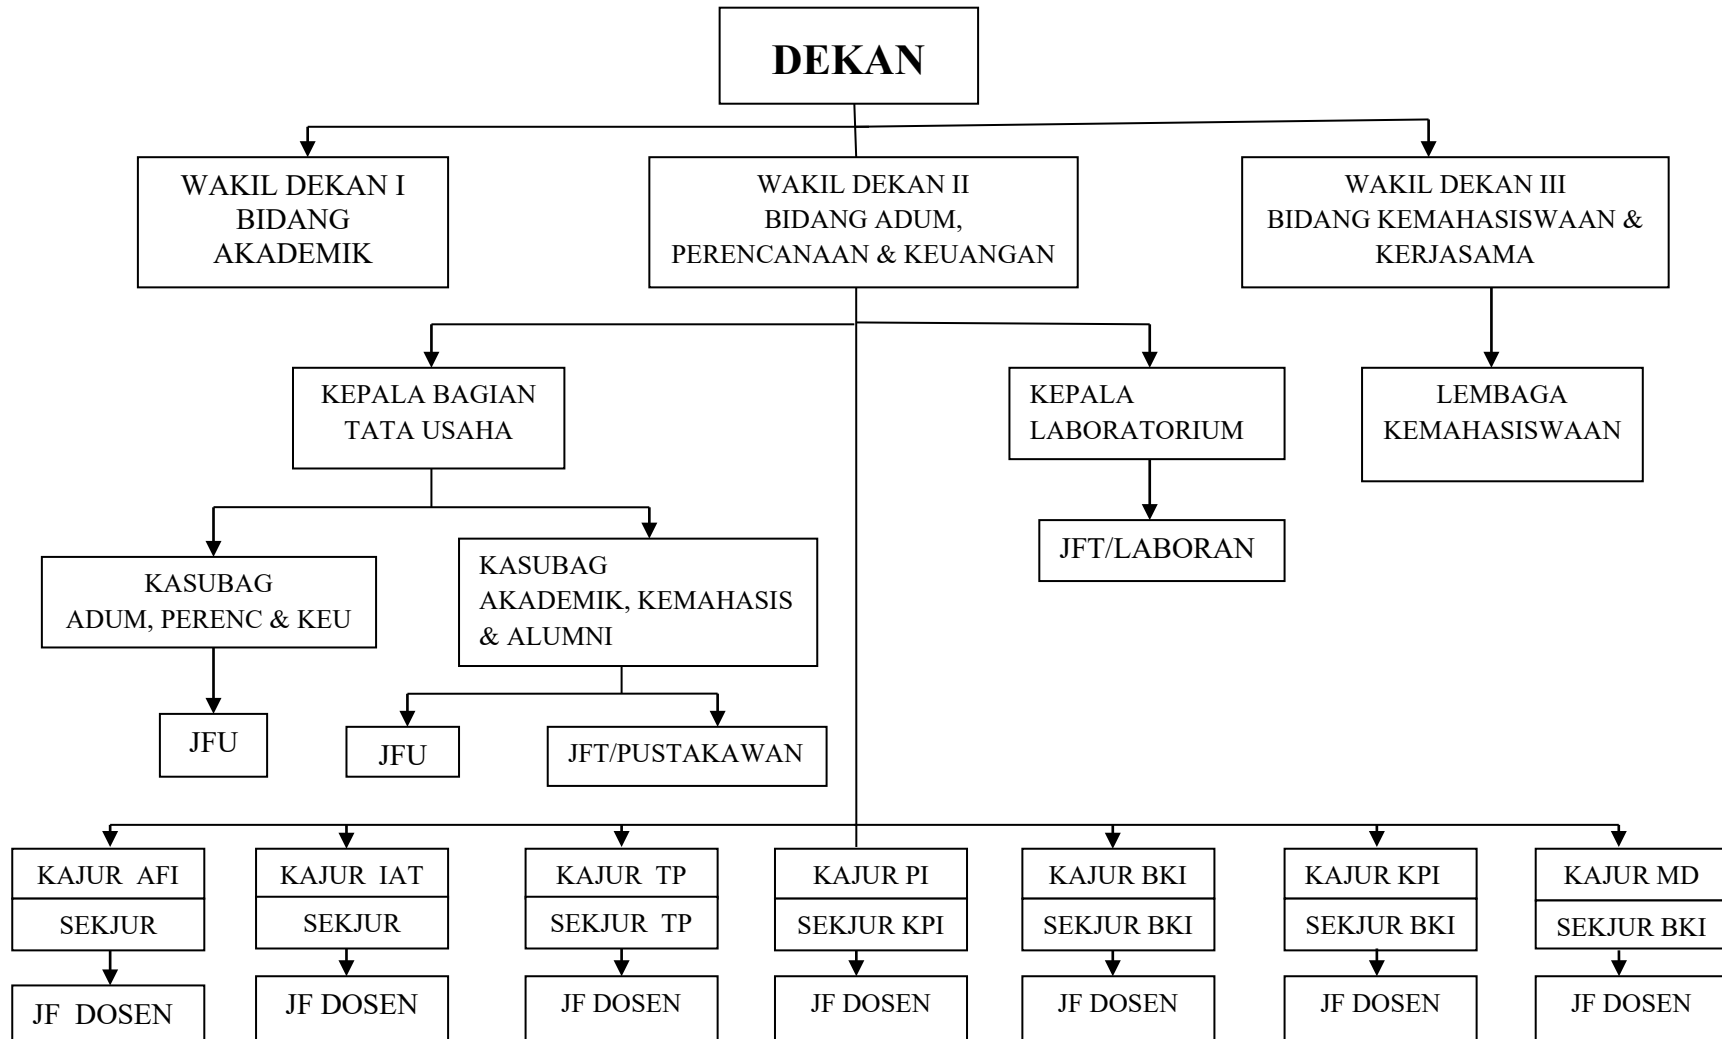 DEKAN
WAKIL DEKAN I
BIDANG
AKADEMIK
WAKIL DEKAN II
BIDANG ADUM,
PERENCANAAN & KEUANGAN
WAKIL DEKAN III
BIDANG KEMAHASISWAAN &
KERJASAMA
KEPALA BAGIAN
TATA USAHA
KEPALA
LABORATORIUM
LEMBAGA
KEMAHASISWAAN
KASUBAG
ADUM, PERENC & KEU
KASUBAG
AKADEMIK, KEMAHASIS
& ALUMNI
JFT/LABORAN
JFU
JFU
JFT/PUSTAKAWAN
KAJUR AFI
SEKJUR
JF DOSEN
KAJUR IAT
SEKJUR
JF DOSEN
KAJUR TP
SEKJUR TP
JF DOSEN
KAJUR PI
SEKJUR KPI
JF DOSEN
KAJUR BKI
SEKJUR BKI
JF DOSEN
KAJUR KPI
SEKJUR BKI
JF DOSEN
KAJUR MD
SEKJUR BKI
JF DOSEN